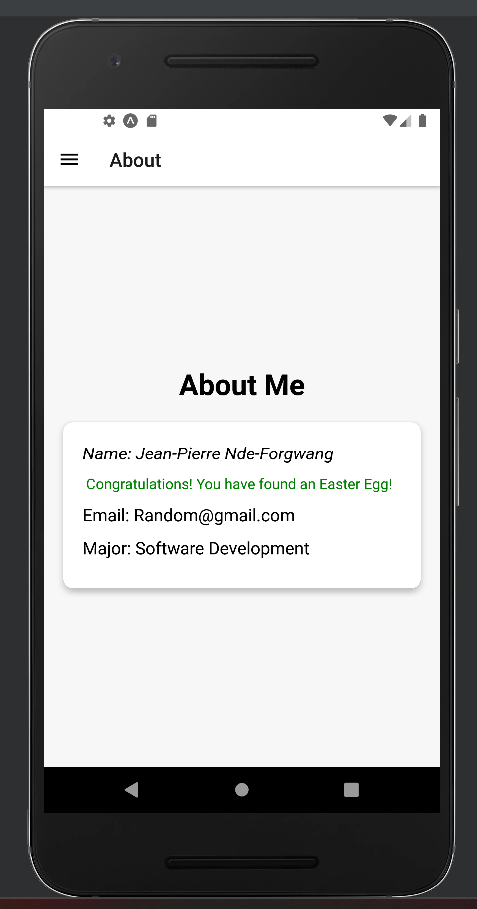 About
About Me
Name: Jean-Pierre Nde-Forgwang
Congratulations! You have found an Easter Egg!
Email: Random@gmail.com
Major: Software Development